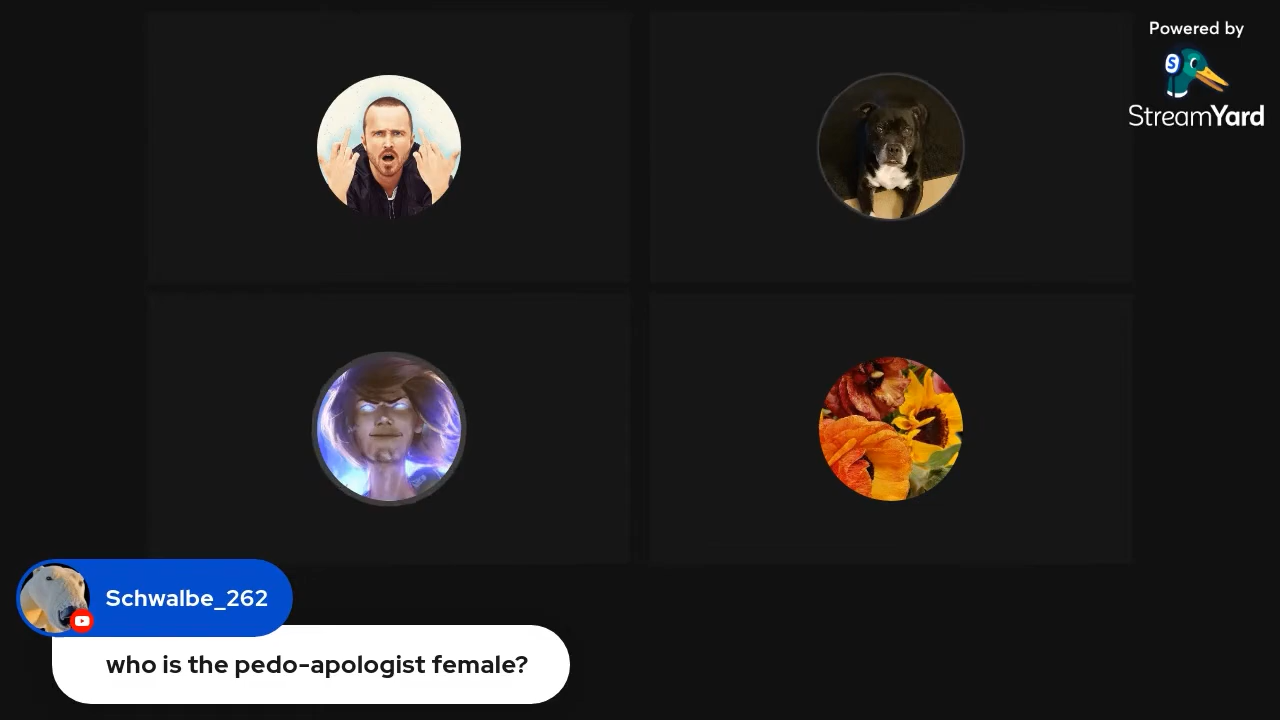 Powered by
StreamYard
Schwalbe_262
who is the pedo-apologist female?